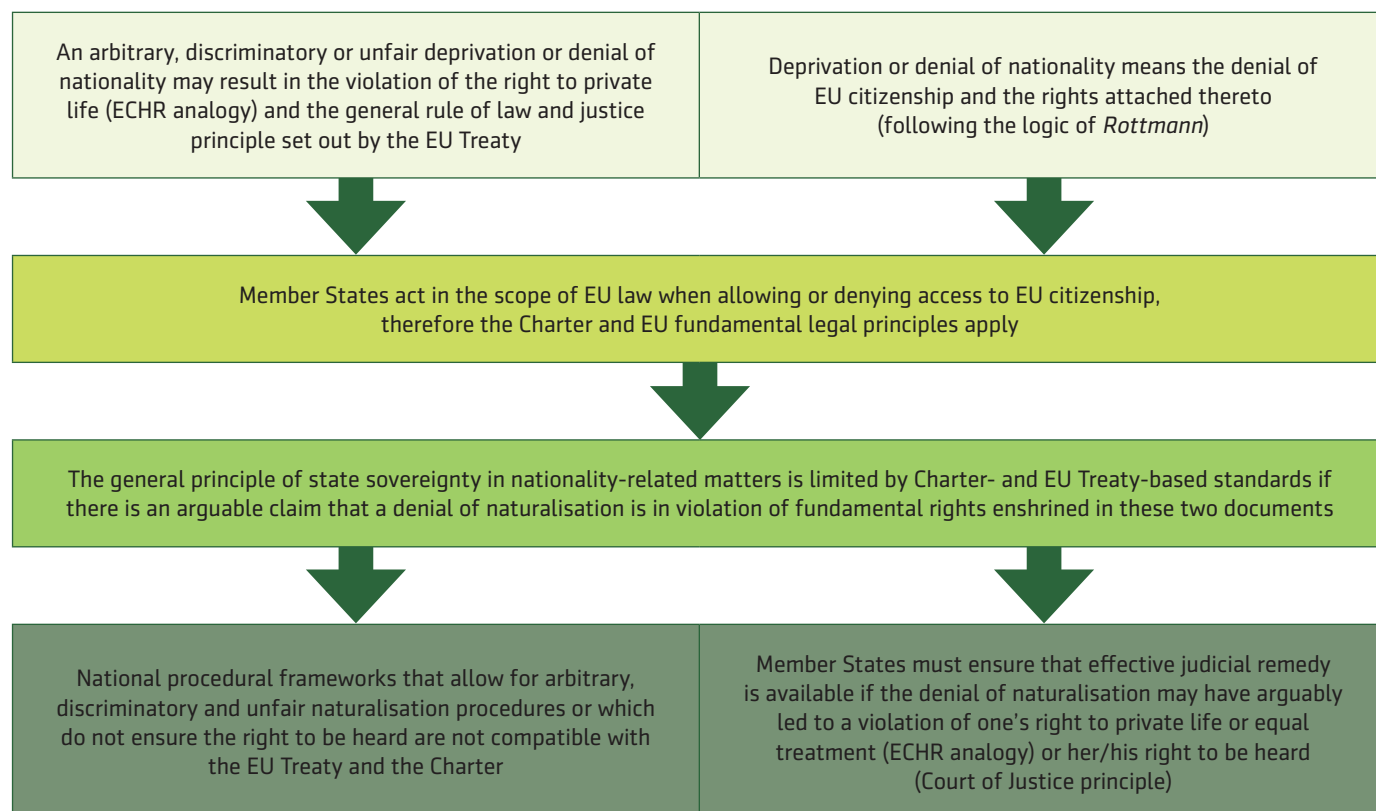 An arbitrary, discriminatory or unfair deprivation or denial of
nationality may result in the violation of the right to private
life (ECHR analogy) and the general rule of law and justice
principle set out by the EU Treaty
Deprivation or denial of nationality means the denial of
EU citizenship and the rights attached thereto
(following the logic of Rottmann)
Member States act in the scope of EU law when allowing or denying access to EU citizenship,
therefore the Charter and EU fundamental legal principles apply
The general principle of state sovereignty in nationality-related matters is limited by Charter- and EU Treaty-based standards if
there is an arguable claim that a denial of naturalisation is in violation of fundamental rights enshrined in these two documents
National procedural frameworks that allow for arbitrary,
discriminatory and unfair naturalisation procedures or which
do not ensure the right to be heard are not compatible with
the EU Treaty and the Charter
Member States must ensure that effective judicial remedy
is available if the denial of naturalisation may have arguably
led to a violation of one’s right to private life or equal
treatment (ECHR analogy) or her/his right to be heard
(Court of Justice principle)